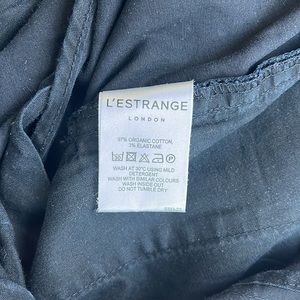 L'ESTRANGE
LONDON
97% ORGANIC COTTON,
3% ELASTANE
WASH AT 30°C USING MILD
DETERGENT
WASH WITH SIMILAR COLOURS
WASH INSIDE OUT
DO NOT TUMBLE DRY